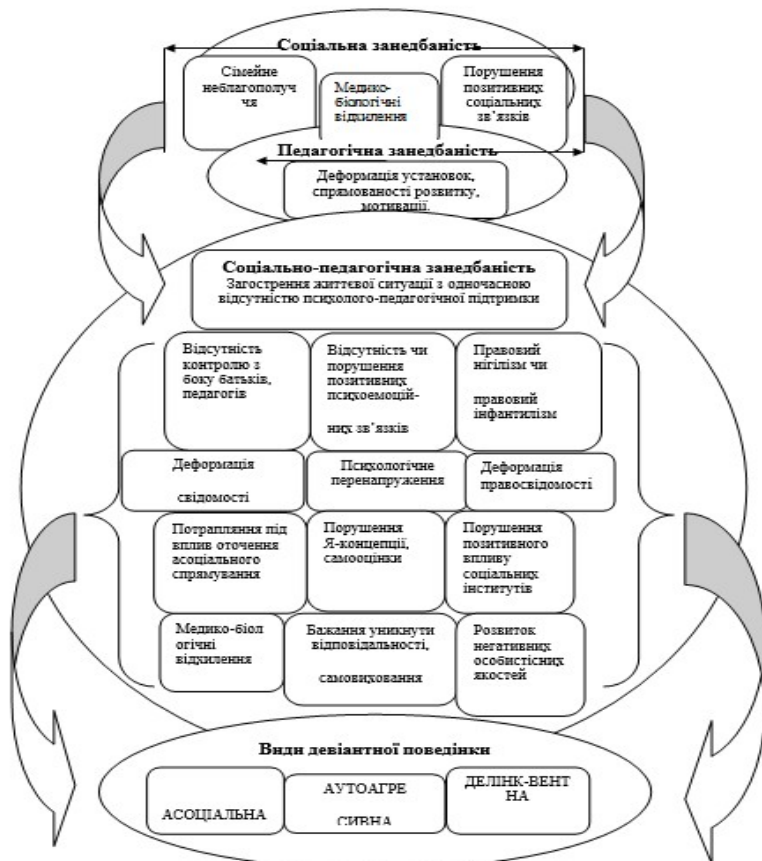 Соціальна занедбаність
Сімейне
неблагополуч
чя
Медико-
біологічні
відхилення
Порушення
позитивних
соціальних
зв’язків
Педагогічна занедбаність
Деформація установок,
спрямованості розвитку,
мотивації.
Соціально-педагогічна занедбаність
Загострення життєвої ситуації з одночасною
відсутністю психолого-педагогічної підтримки
Відсутність
контролю з
боку батьків,
педагогів
Відсутність чи
порушення
позитивних
психоемоцій-
них зв’язків
Правовий
нігілізм чи
правовий
інфантилізм
Деформація
свідомості
Психологічне
перенапруження
Деформація
правосвідомості
Потрапляння під
вплив оточення
асоціального
спрямування
Порушення
Я-концепції,
самооцінки
Порушення
позитивного
впливу
соціальних
інститутів
Медико-біол
огічні
відхилення
Бажання уникнути
відповідальності,
самовиховання
Розвиток
негативних
особистісних
якостей
Види девіантної поведінки
АСОЦІАЛЬНА
АУТОАГРЕ
СИВНА
ДЕЛІНК-ВЕНТ
НА